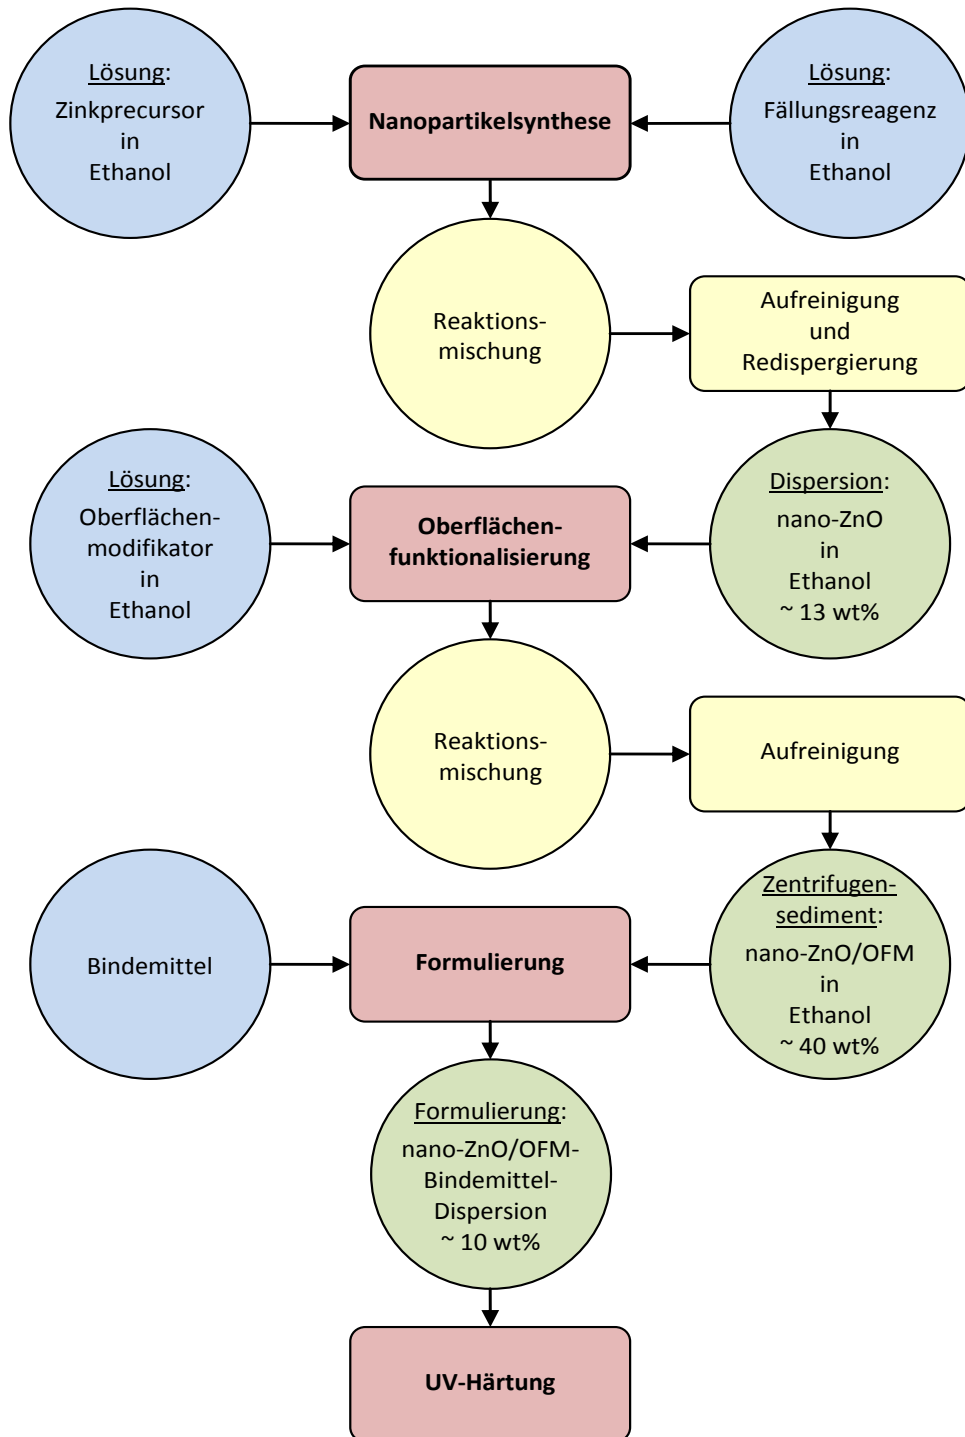 Lösung:
Zinkprecursor
in
Ethanol
Nanopartikelsynthese
Lösung:
Fällungsreagenz
in
Ethanol
Reaktions-
mischung
Aufreinigung
und
Redispergierung
Lösung:
Oberflächen-
modifikator
in
Ethanol
Oberflächen-
funktionalisierung
Dispersion:
nano-ZnO
in
Ethanol
~ 13 wt%
Reaktions-
mischung
Aufreinigung
Bindemittel
Formulierung
Zentrifugen-
sediment:
nano-ZnO/OFM
in
Ethanol
~ 40 wt%
Formulierung:
nano-ZnO/OFM-
Bindemittel-
Dispersion
~ 10 wt%
UV-Härtung